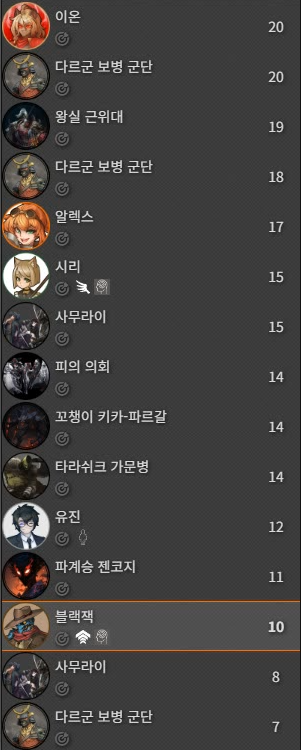 이온 20
다르군 보병 군단 20
왕실 근위대 19
다르군 보병 군단 18
알렉스 17
시리 15
사무라이 15
피의 의회 14
꼬챙이 키카-파르갈 14
타라쉬크 가문병 14
유진 12
파계승 젠코지 11
블랙잭 10
사무라이 8
다르군 보병 군단 7